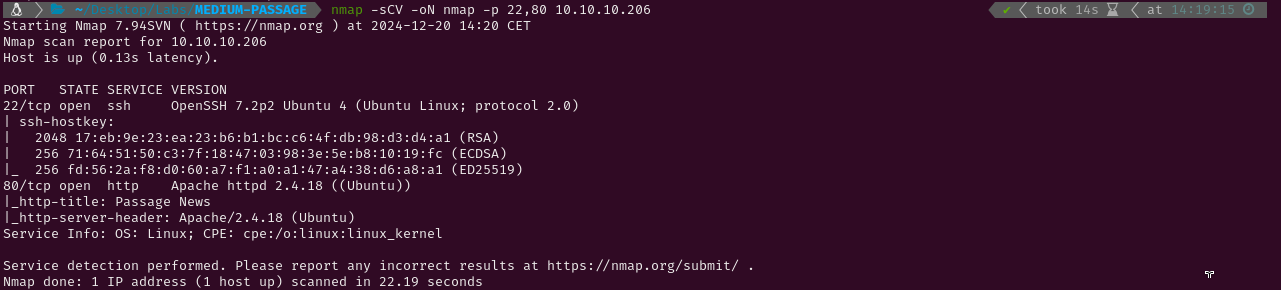 ~/Desktop/labs/MEDIUM-PASSAGE nmap -sCV -oN nmap -p 22,80 10.10.10.206 ✔ took 14s at 14:19:15
Starting Nmap 7.94SVN ( https://nmap.org ) at 2024-12-20 14:20 CET
Nmap scan report for 10.10.10.206
Host is up (0.13s latency).
PORT   STATE SERVICE VERSION
22/tcp open  ssh     OpenSSH 7.2p2 Ubuntu 4 (Ubuntu Linux; protocol 2.0)
| ssh-hostkey:
|   2048 17:eb:9e:23:ea:23:b6:b1:bc:c6:4f:db:98:d3:d4:a1 (RSA)
|   256 71:64:51:50:c3:7f:18:47:03:98:3e:5e:b8:10:19:fc (ECDSA)
|_  256 fd:56:2a:f8:d0:60:a7:f1:a0:a1:47:a4:38:d6:a8:a1 (ED25519)
80/tcp open  http    Apache httpd 2.4.18 ((Ubuntu))
|_http-title: Passage News
|_http-server-header: Apache/2.4.18 (Ubuntu)
Service Info: OS: Linux; CPE: cpe:/o:linux:linux_kernel
Service detection performed. Please report any incorrect results at https://nmap.org/submit/ .
Nmap done: 1 IP address (1 host up) scanned in 22.19 seconds